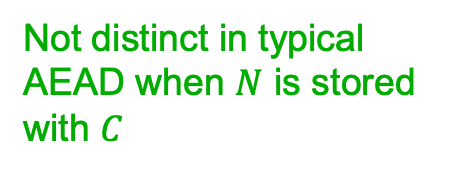 Not distinct in typical
AEAD when N is stored
with C